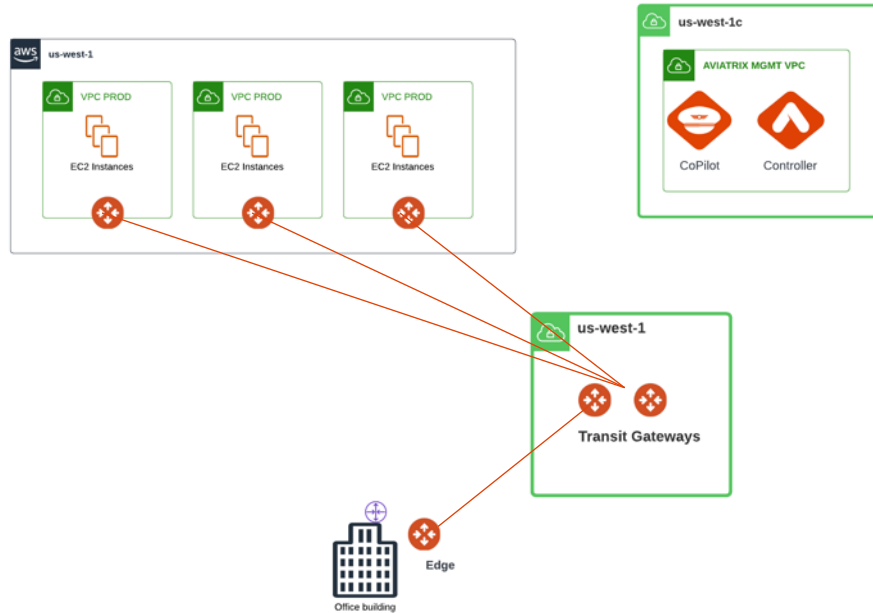 us-west-1c
aws
us-west-1
AVIATRIX MGMT VPC
VPC PROD
VPC PROD
VPC PROD
CoPilot
Controller
EC2 Instances
EC2 Instances
EC2 Instances
us-west-1
Transit Gateways
Edge
Office building